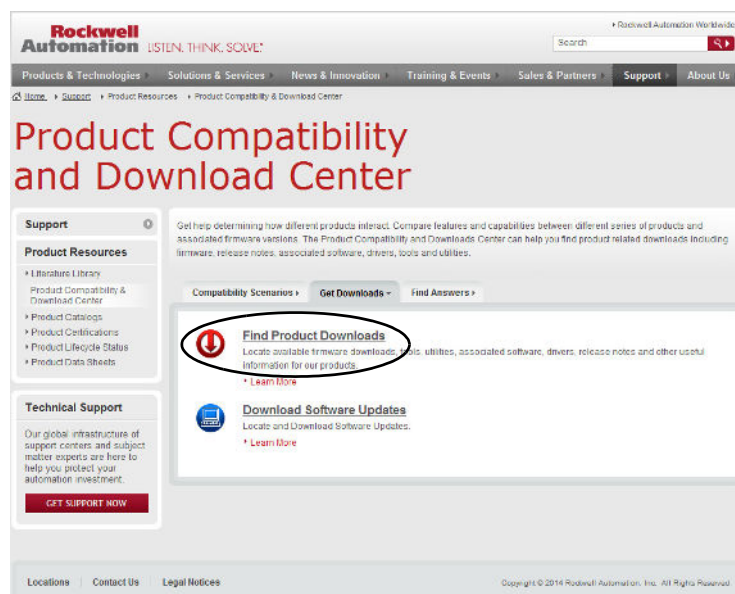 Rockwell
Automation LISTEN. THINK. SOLVE.®
Rockwell Automation Worldwide
Search
Products & Technologies Solutions & Services News & Innovation Training & Events Sales & Partners Support About Us
Home Support Product Resources Product Compatibility & Download Center
Product Compatibility
and Download Center
Support
Product Resources
Literature Library
Product Compatibility &
Download Center
Product Catalogs
Product Certifications
Product Lifecycle Status
Product Data Sheets
Technical Support
Our global infrastructure of
support centers and subject
matter experts are here to
help you protect your
automation investment.
GET SUPPORT NOW
Get help determining how different products interact. Compare features and capabilities between different series of products and
associated firmware versions. The Product Compatibility and Downloads Center can help you find product related downloads including
firmware, release notes, associated software, drivers, tools and utilities.
Compatibility Scenarios Get Downloads Find Answers
Find Product Downloads
Locate available firmware downloads, tools, utilities, associated software, drivers, release notes and other useful
information for our products.
Learn More
Download Software Updates
Locate and Download Software Updates.
Learn More
Locations Contact Us Legal Notices
Copyright © 2014 Rockwell Automation, Inc. All Rights Reserved